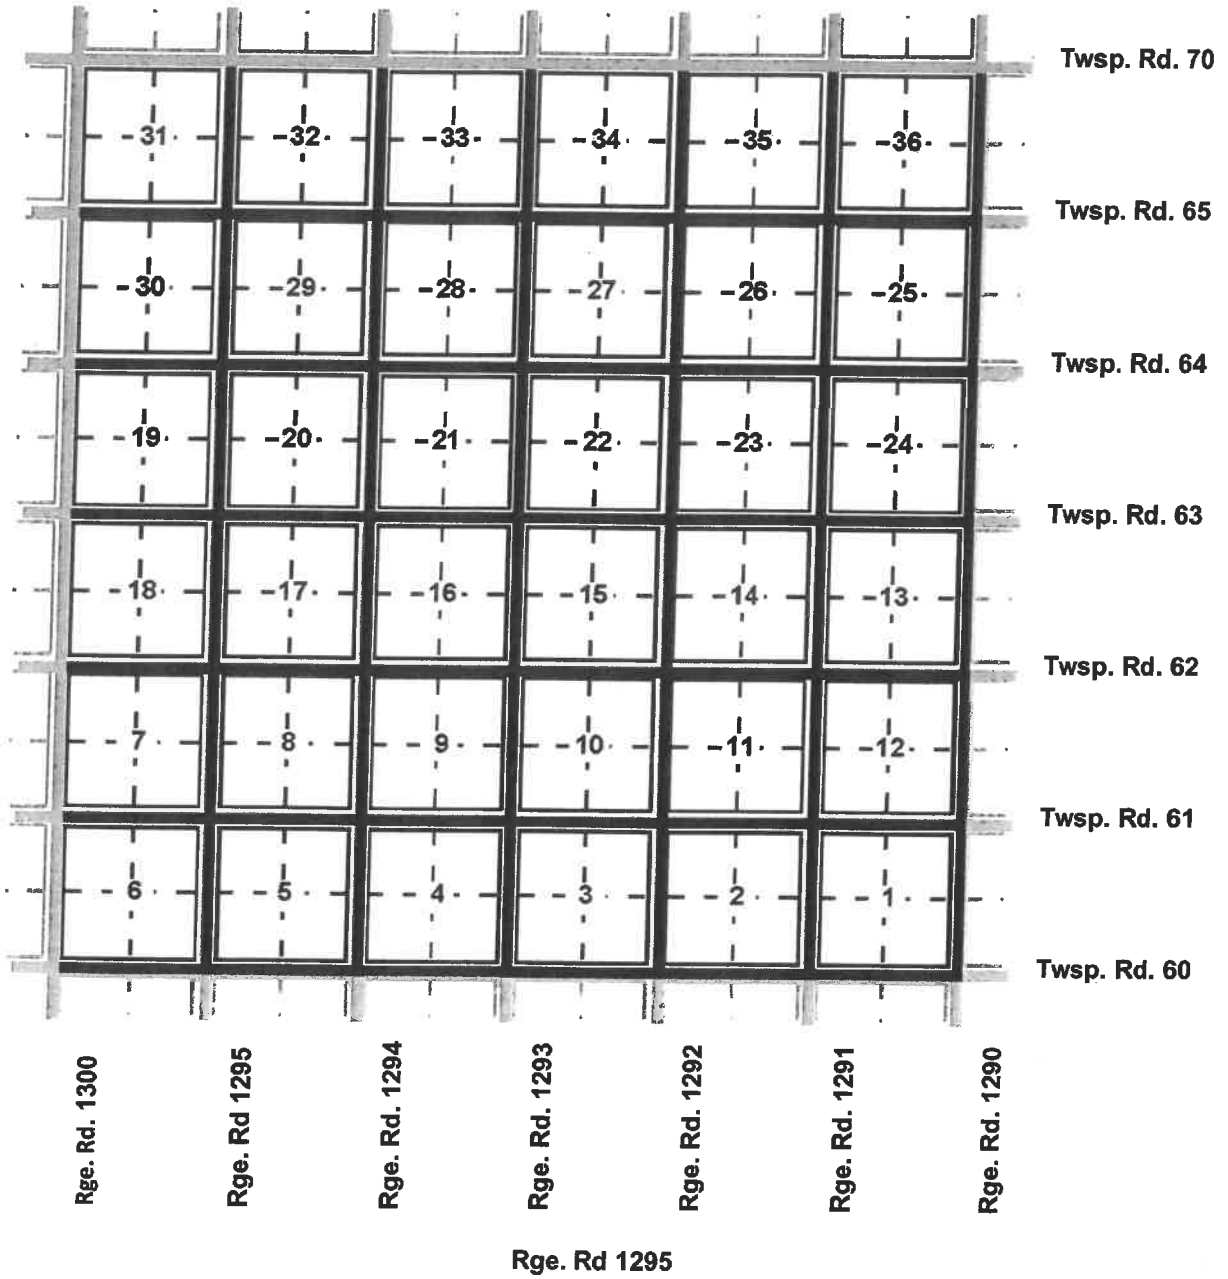 Twsp. Rd. 70
-31- -32- -33- -34- -35- -36-
Twsp. Rd. 65
-30- -29- -28- -27- -26- -25-
Twsp. Rd. 64
-19- -20- -21- -22- -23- -24-
Twsp. Rd. 63
-18- -17- -16- -15- -14- -13-
Twsp. Rd. 62
-7- -8- -9- -10- -11- -12-
Twsp. Rd. 61
-6- -5- -4- -3- -2- -1-
Twsp. Rd. 60
Rge. Rd. 1300
Rge. Rd 1295
Rge. Rd. 1294
Rge. Rd. 1293
Rge. Rd. 1292
Rge. Rd. 1291
Rge. Rd. 1290
Rge. Rd 1295